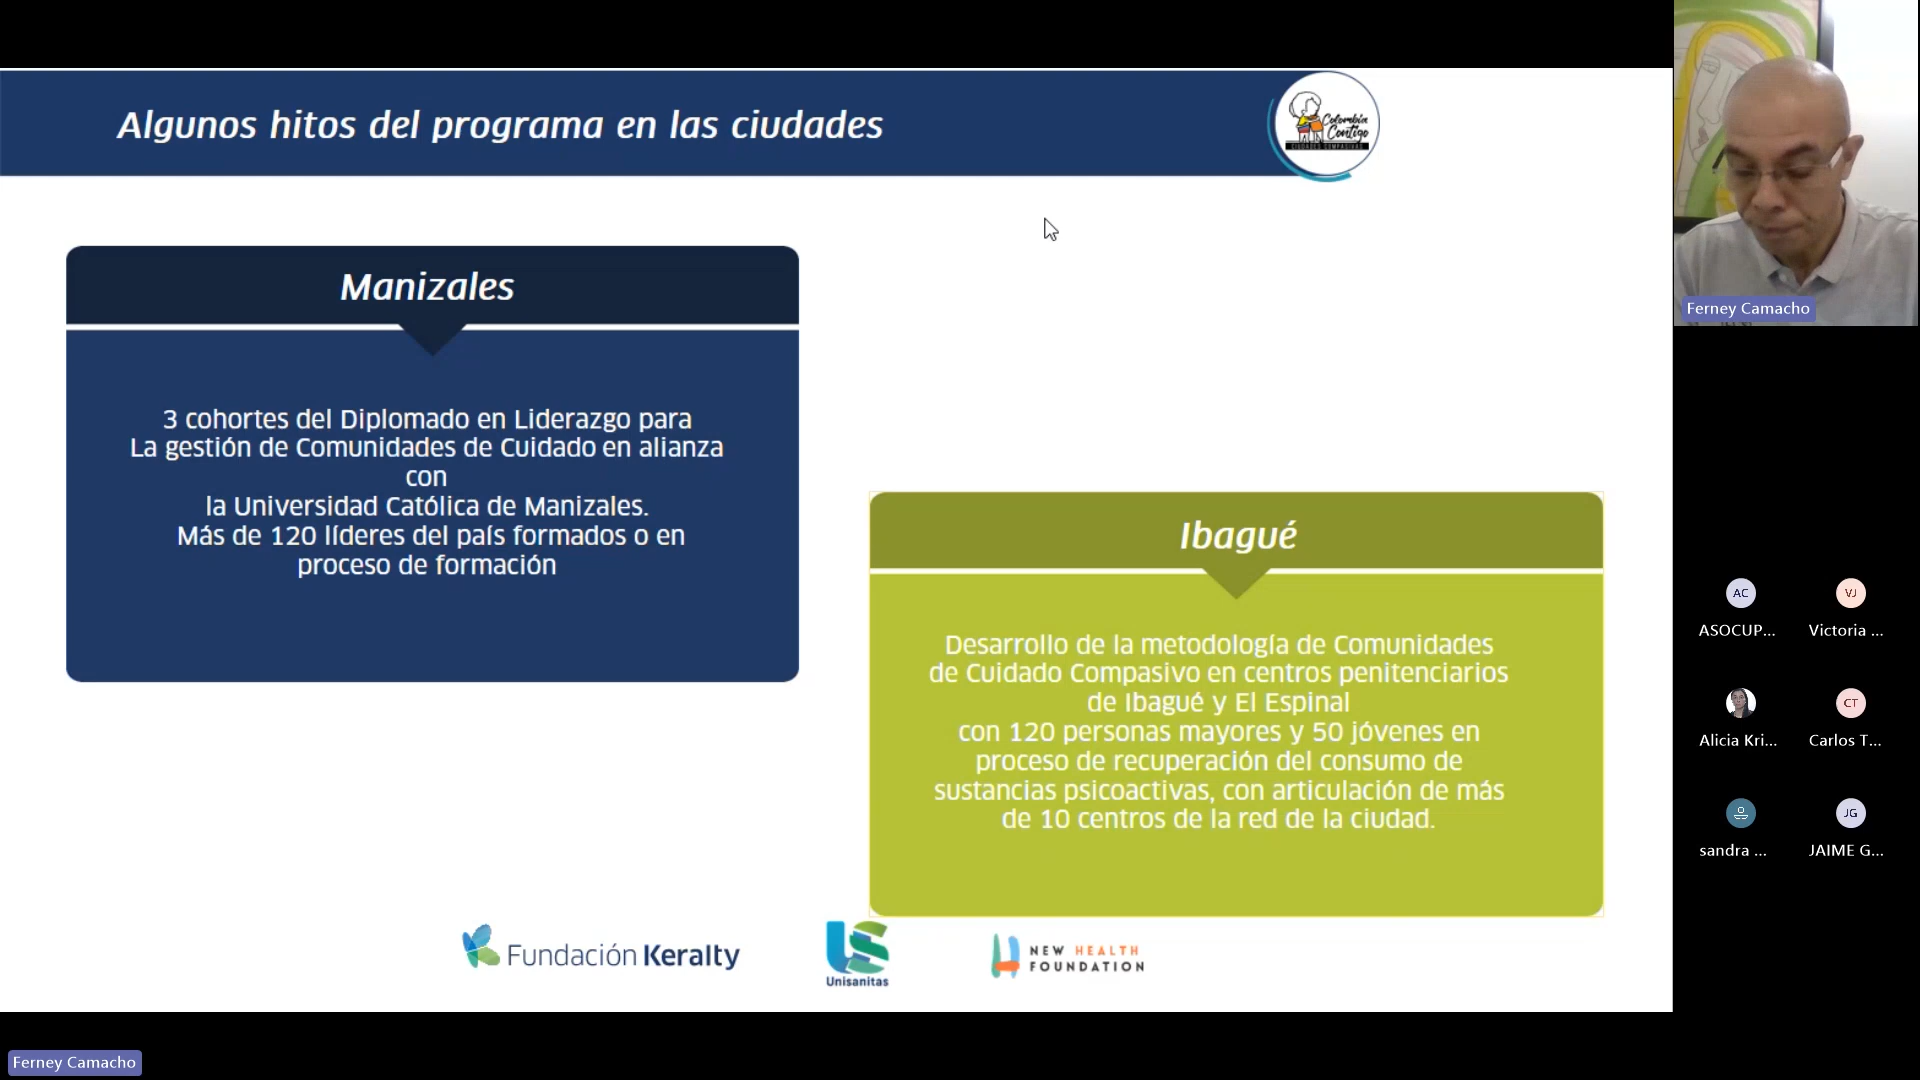 Algunos hitos del programa en las ciudades
Colombia
Contigo
CIUDADES COMPASIVAS
Manizales
3 cohortes del Diplomado en Liderazgo para
La gestión de Comunidades de Cuidado en alianza
con
la Universidad Católica de Manizales.
Más de 120 líderes del país formados o en
proceso de formación
Ibagué
Desarrollo de la metodología de Comunidades
de Cuidado Compasivo en centros penitenciarios
de Ibagué y El Espinal
con 120 personas mayores y 50 jóvenes en
proceso de recuperación del consumo de
sustancias psicoactivas, con articulación de más
de 10 centros de la red de la ciudad.
Fundación Keralty
US
Unisanitas
NEW HEALTH
FOUNDATION
Ferney Camacho
AC
VJ
ASOCUP...
Victoria ...
CT
Alicia Kri...
Carlos T...
JG
sandra ...
JAIME G...
Ferney Camacho